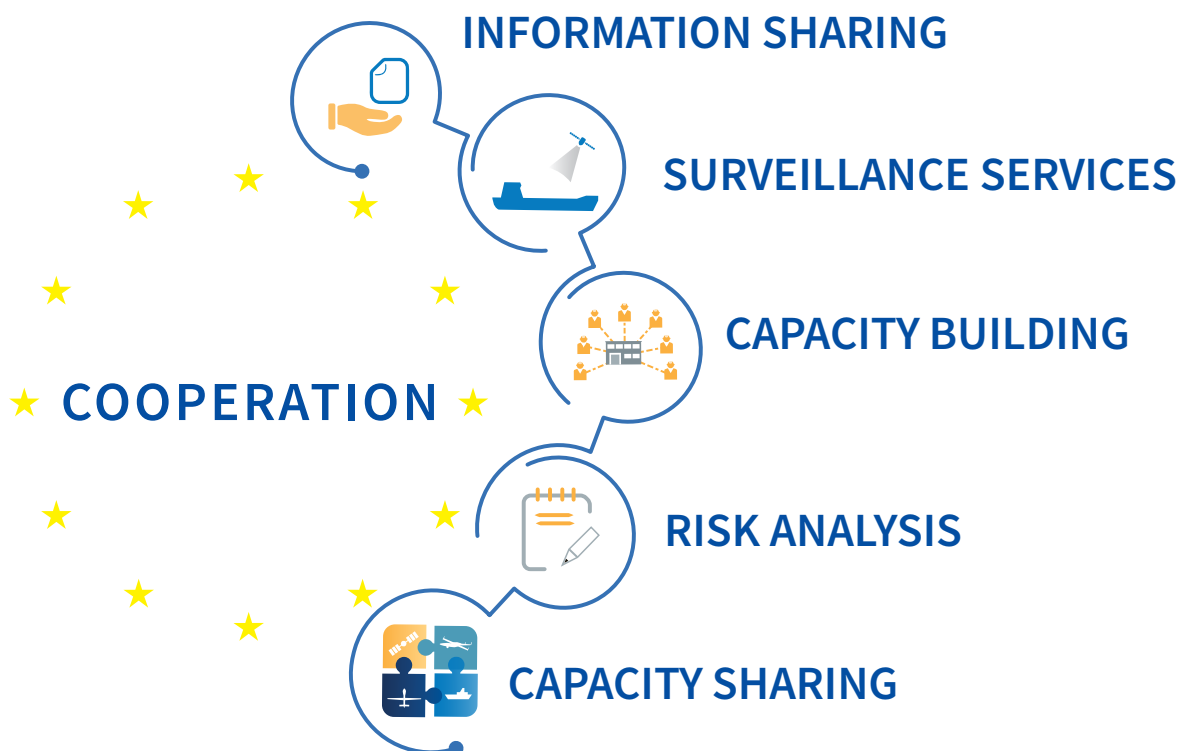 INFORMATION SHARING
SURVEILLANCE SERVICES
CAPACITY BUILDING
COOPERATION
RISK ANALYSIS
CAPACITY SHARING